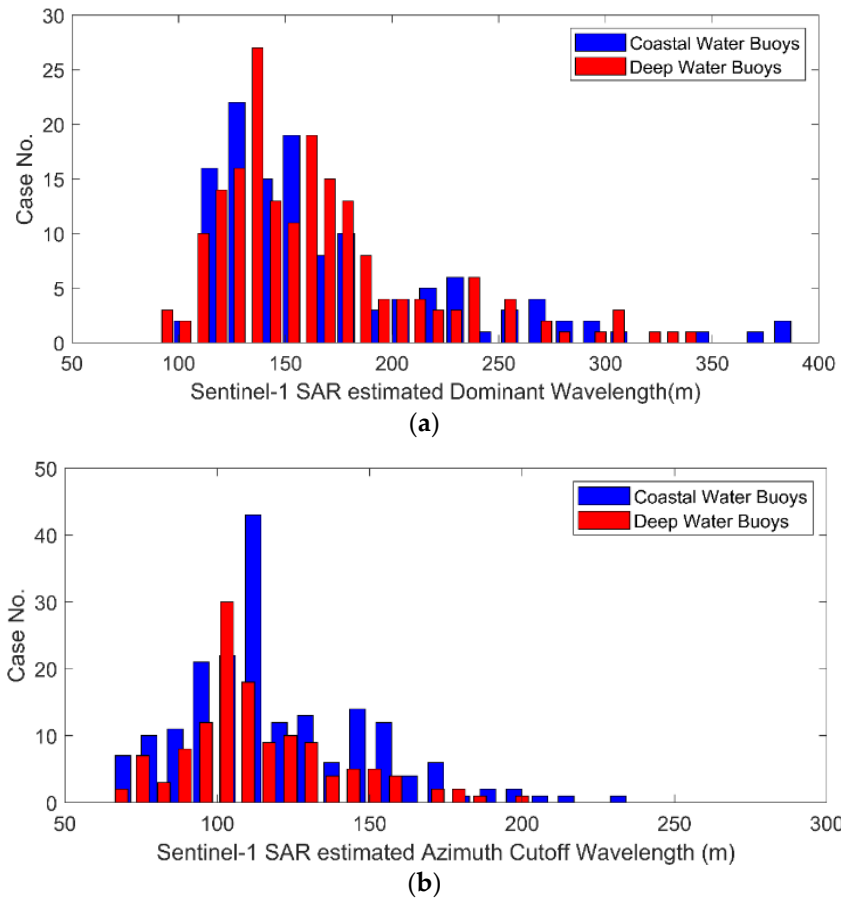 30
25
20
15
10
5
0
Case No.
Coastal Water Buoys
Deep Water Buoys
50 100 150 200 250 300 350 400
Sentinel-1 SAR estimated Dominant Wavelength(m)
(a)
50
40
30
20
10
0
Case No.
Coastal Water Buoys
Deep Water Buoys
50 100 150 200 250 300
Sentinel-1 SAR estimated Azimuth Cutoff Wavelength (m)
(b)